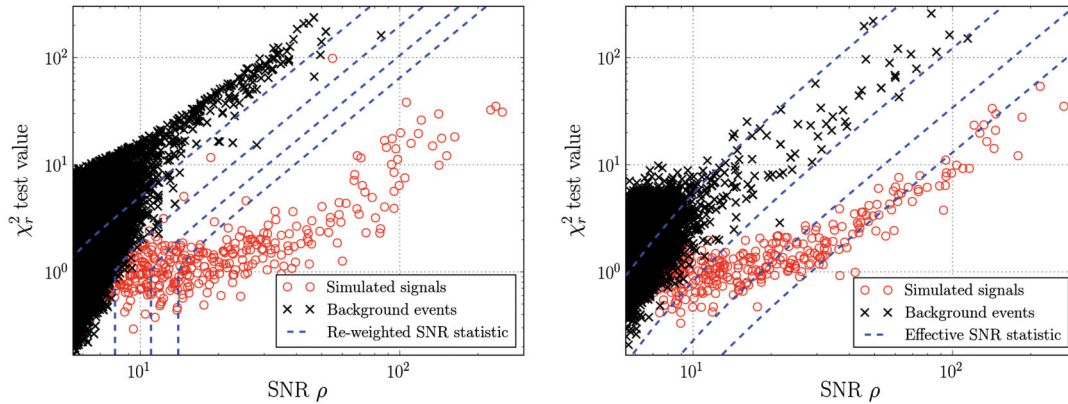 10²
10¹
10⁰
χ²ᵣ test value
Simulated signals
Background events
Re-weighted SNR statistic
10¹
10²
SNR ρ
10²
10¹
10⁰
χ²ᵣ test value
Simulated signals
Background events
Effective SNR statistic
10¹
10²
SNR ρ